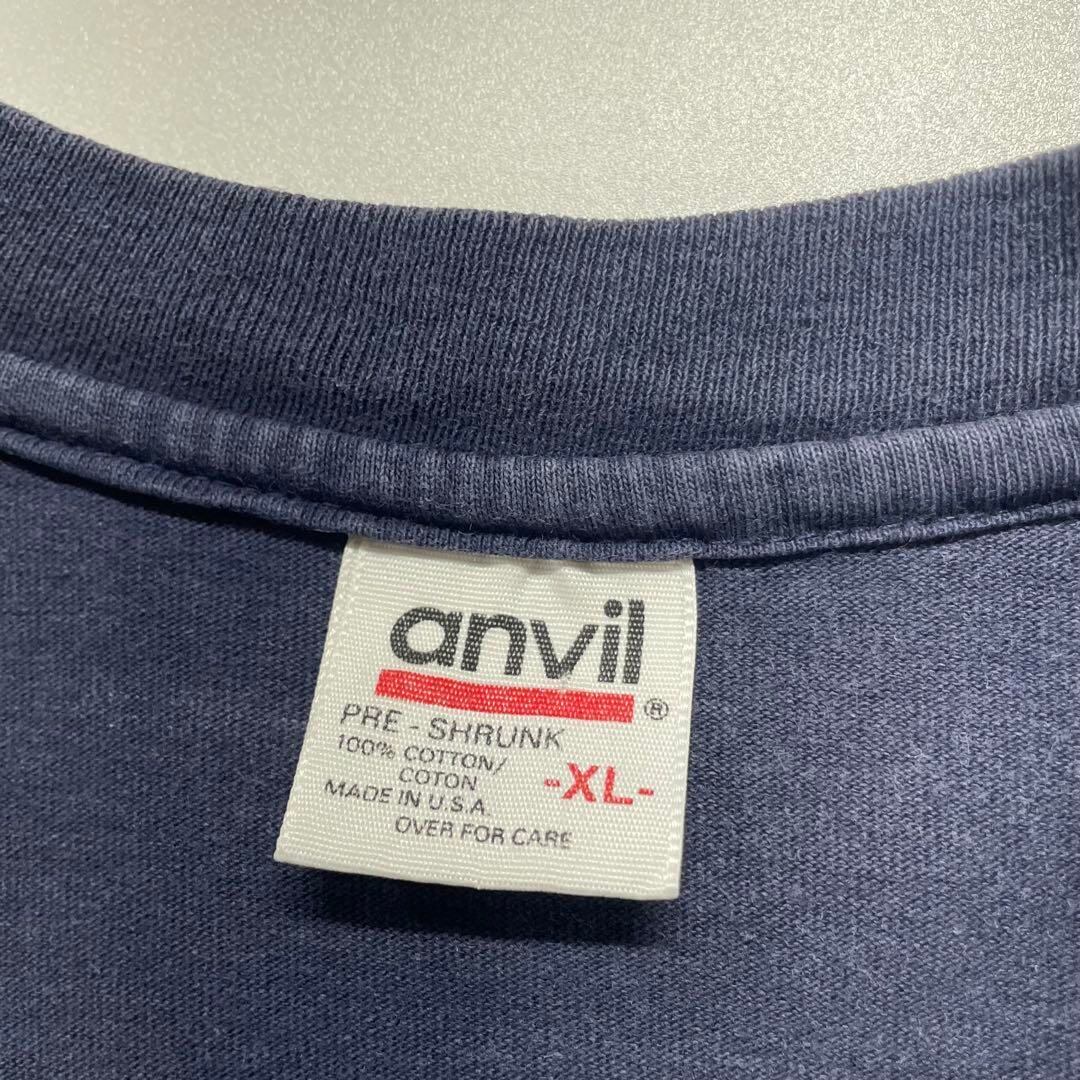 anvil
®
PRE - SHRUNK
100% COTTON/
COTON
-XL-
MADE IN U.S.A.
OVER FOR CARE